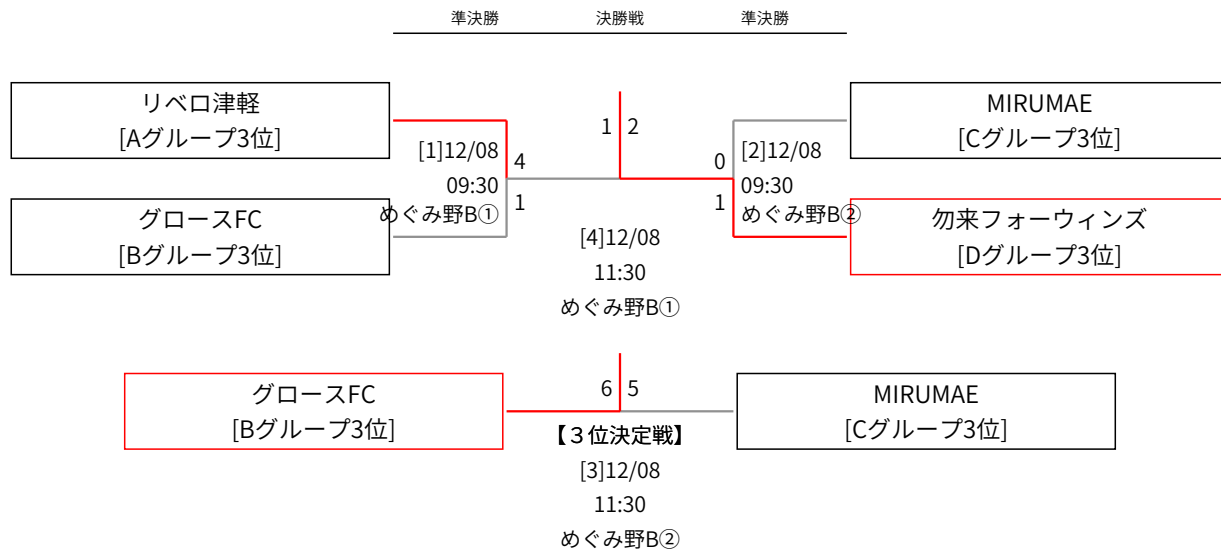 準決勝 決勝戦 準決勝
リベロ津軽
[Aグループ3位]
グロースFC
[Bグループ3位]
[1]12/08
09:30
めぐみ野B①
4
1
1 2
[4]12/08
11:30
めぐみ野B①
0
1
[2]12/08
09:30
めぐみ野B②
MIRUMAE
[Cグループ3位]
勿来フォーウィンズ
[Dグループ3位]
グロースFC
[Bグループ3位]
6 5
【３位決定戦】
[3]12/08
11:30
めぐみ野B②
MIRUMAE
[Cグループ3位]